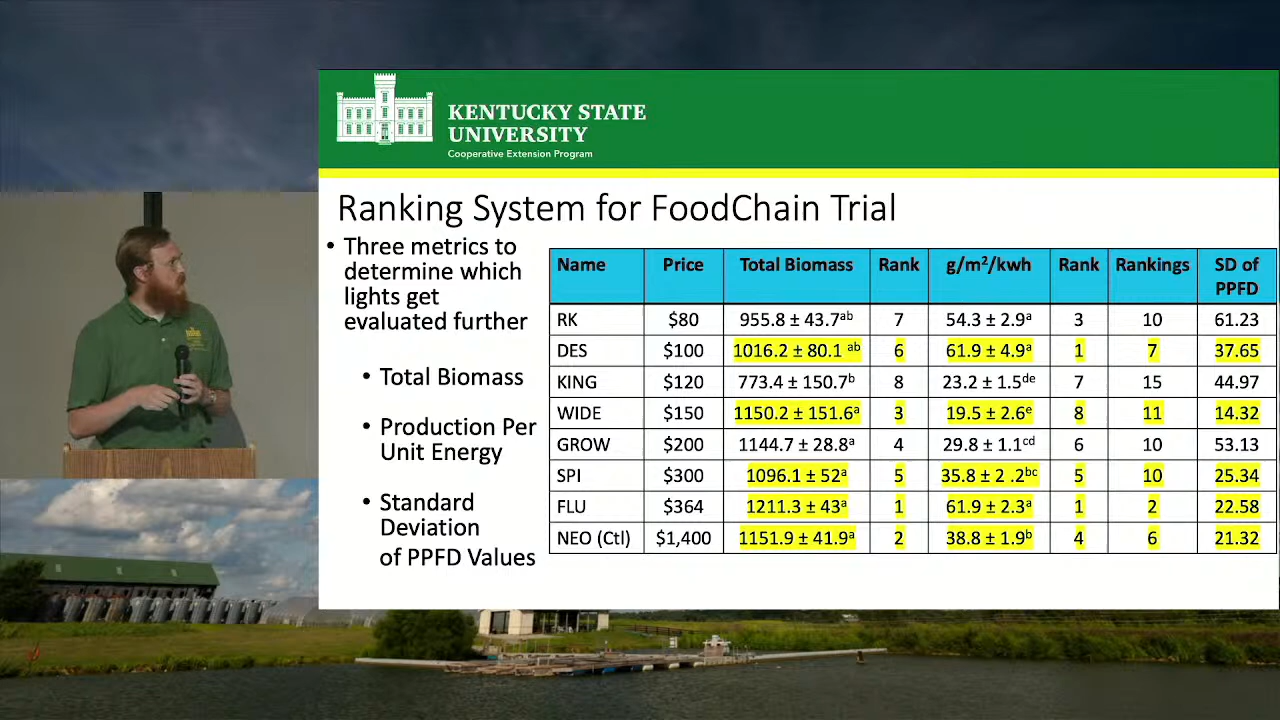 KENTUCKY STATE
UNIVERSITY
Cooperative Extension Program
Ranking System for FoodChain Trial
• Three metrics to
determine which
lights get
evaluated further
• Total Biomass
• Production Per
Unit Energy
• Standard
Deviation
of PPFD Values
Name Price Total Biomass Rank g/m²/kwh Rank Rankings SD of
PPFD
RK $80 955.8 ± 43.7ᵃᵇ 7 54.3 ± 2.9ᵃ 3 10 61.23
DES $100 1016.2 ± 80.1 ᵃᵇ 6 61.9 ± 4.9ᵃ 1 7 37.65
KING $120 773.4 ± 150.7ᵇ 8 23.2 ± 1.5ᵈᵉ 7 15 44.97
WIDE $150 1150.2 ± 151.6ᵃ 3 19.5 ± 2.6ᵉ 8 11 14.32
GROW $200 1144.7 ± 28.8ᵃ 4 29.8 ± 1.1ᶜᵈ 6 10 53.13
SPI $300 1096.1 ± 52ᵃ 5 35.8 ± 2 .2ᵇᶜ 5 10 25.34
FLU $364 1211.3 ± 43ᵃ 1 61.9 ± 2.3ᵃ 1 2 22.58
NEO (Ctl) $1,400 1151.9 ± 41.9ᵃ 2 38.8 ± 1.9ᵇ 4 6 21.32